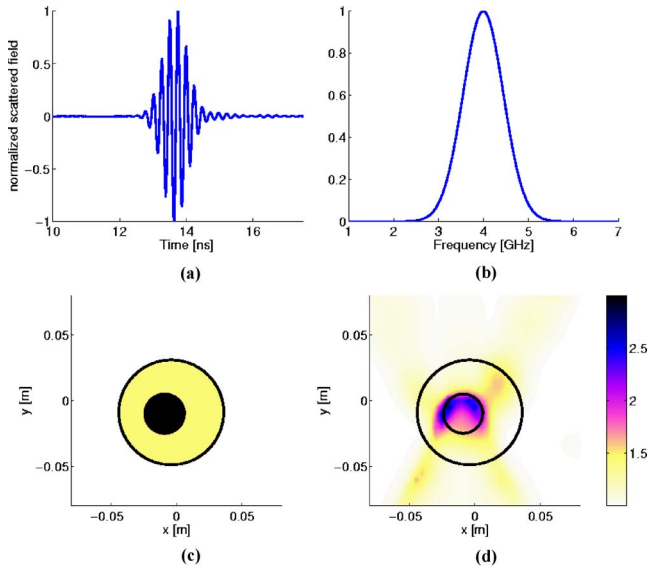 normalized scattered field
1
0.5
0
−0.5
−1
10 12 14 16
Time [ns]
(a)
1
0.8
0.6
0.4
0.2
0
1 2 3 4 5 6 7
Frequency [GHz]
(b)
y [m]
0.05
0
−0.05
−0.05 0 0.05
x [m]
(c)
y [m]
0.05
0
−0.05
−0.05 0 0.05
x [m]
(d)
2.5
2
1.5